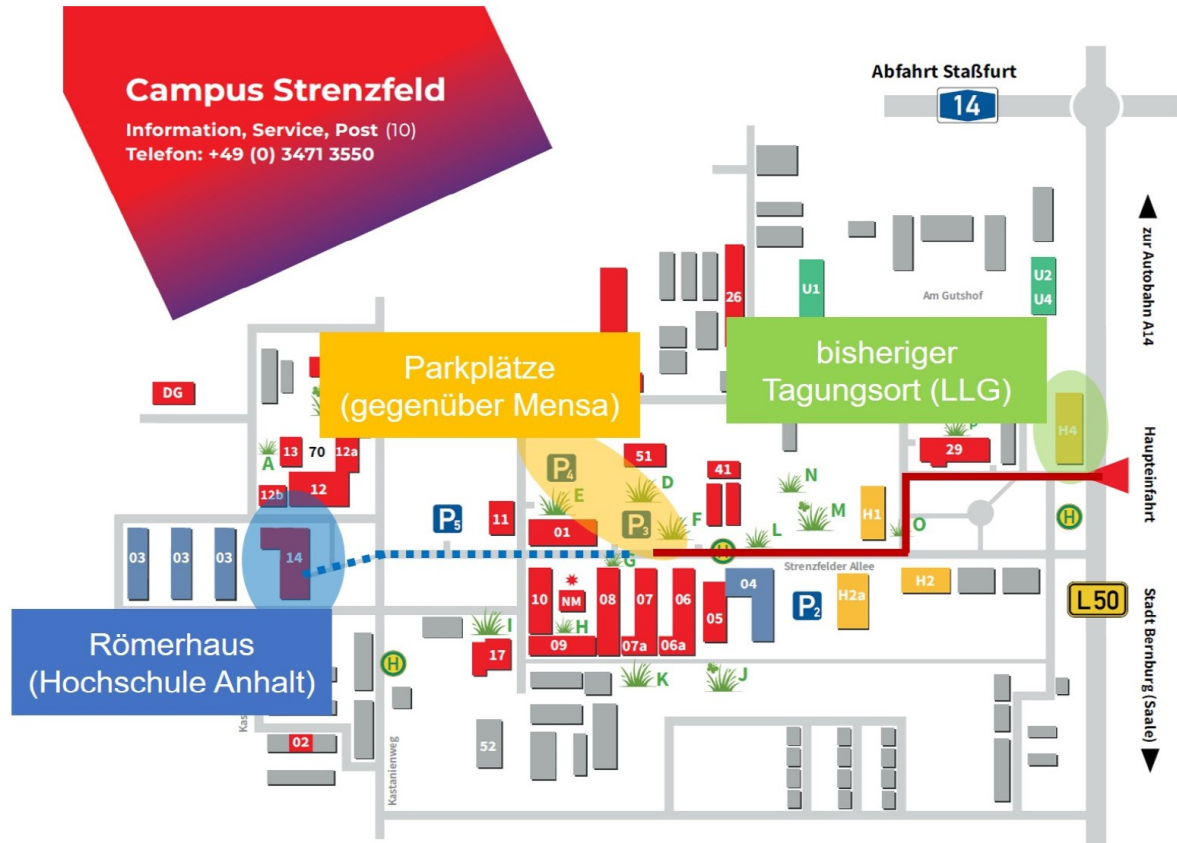 Campus Strenzfeld
Information, Service, Post (10)
Telefon: +49 (0) 3471 3550
Abfahrt Staßfurt
14
zur Autobahn A14
Haupteinfahrt
Stadt Bernburg (Saale)
L50
Am Gutshof
U1
U2
U4
26
Parkplätze
(gegenüber Mensa)
bisheriger
Tagungsort (LLG)
H4
DG
13
70
12a
A
12b
12
P4
E
51
D
41
N
29
P5
11
01
P3
F
L
M
H1
O
H
H
G
Strenzfelder Allee
03
03
03
14
10
NM
H
08
07
06
05
04
P2
H2a
H2
09
07a
06a
I
17
K
J
H
Römerhaus
(Hochschule Anhalt)
02
52
Kastanienweg